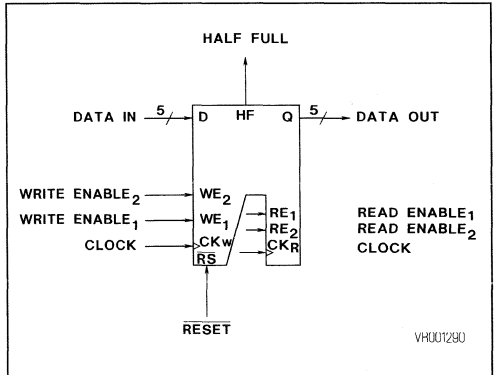 HALF FULL
5 5
DATA IN D HF Q DATA OUT
WRITE ENABLE2 WE2
WRITE ENABLE1 WE1 RE1 READ ENABLE1
RE2 READ ENABLE2
CLOCK CKW CKR CLOCK
RS
RESET
VR001290